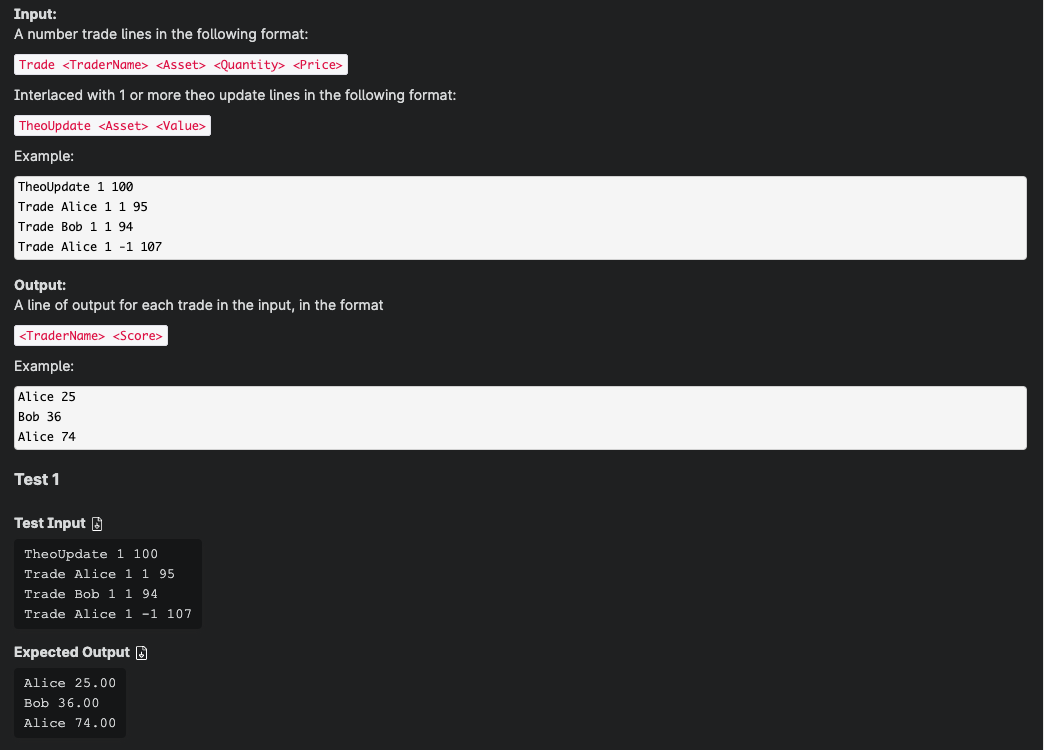 Input:
A number trade lines in the following format:
Trade <TraderName> <Asset> <Quantity> <Price>
Interlaced with 1 or more theo update lines in the following format:
TheoUpdate <Asset> <Value>
Example:
TheoUpdate 1 100
Trade Alice 1 1 95
Trade Bob 1 1 94
Trade Alice 1 -1 107
Output:
A line of output for each trade in the input, in the format
<TraderName> <Score>
Example:
Alice 25
Bob 36
Alice 74
Test 1
Test Input
TheoUpdate 1 100
Trade Alice 1 1 95
Trade Bob 1 1 94
Trade Alice 1 -1 107
Expected Output
Alice 25.00
Bob 36.00
Alice 74.00